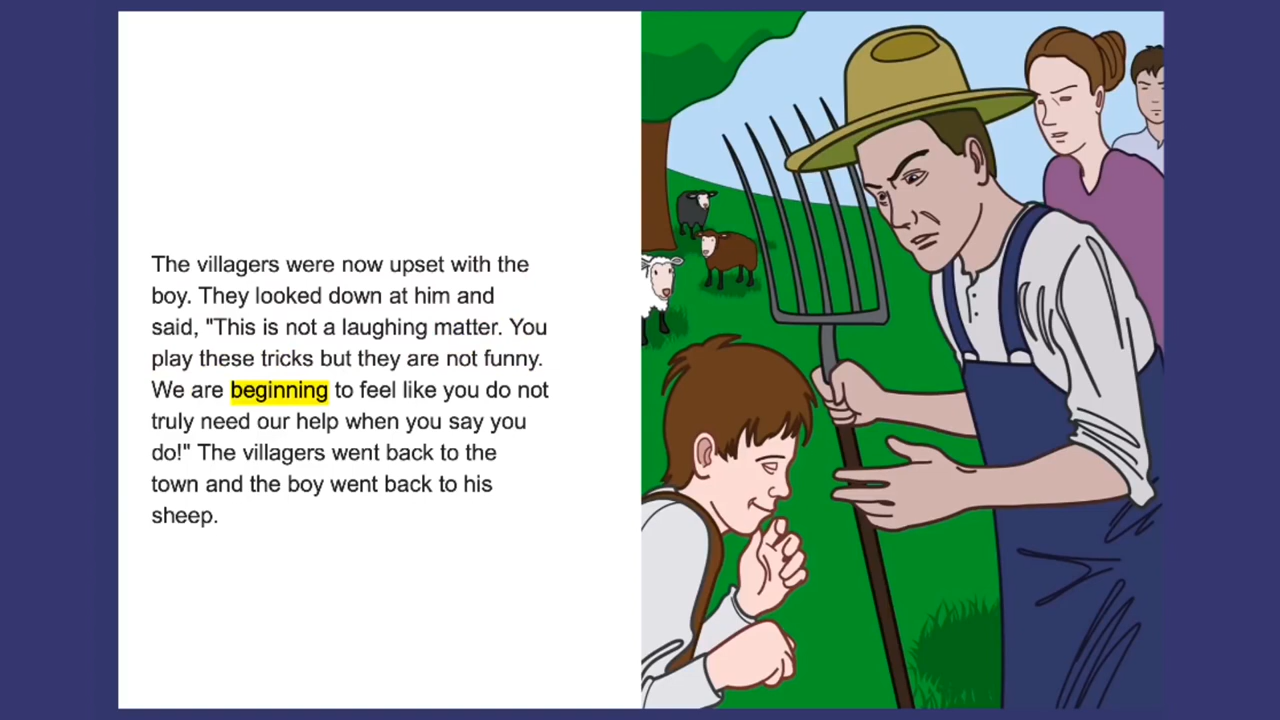 The villagers were now upset with the
boy. They looked down at him and
said, "This is not a laughing matter. You
play these tricks but they are not funny.
We are beginning to feel like you do not
truly need our help when you say you
do!" The villagers went back to the
town and the boy went back to his
sheep.